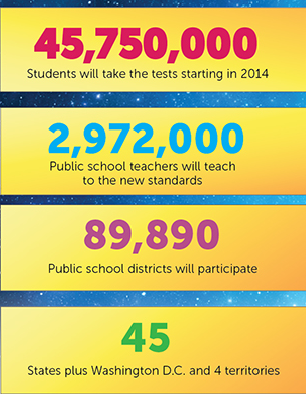 45,750,000
Students will take the tests starting in 2014
2,972,000
Public school teachers will teach
to the new standards
89,890
Public school districts will participate
45
States plus Washington D.C. and 4 territories